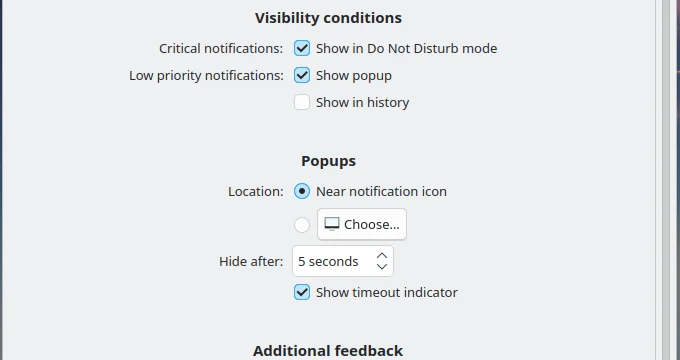 Visibility conditions
Critical notifications: Show in Do Not Disturb mode
Low priority notifications: Show popup
Show in history
Popups
Location: Near notification icon
Choose...
Hide after: 5 seconds
Show timeout indicator
Additional feedback